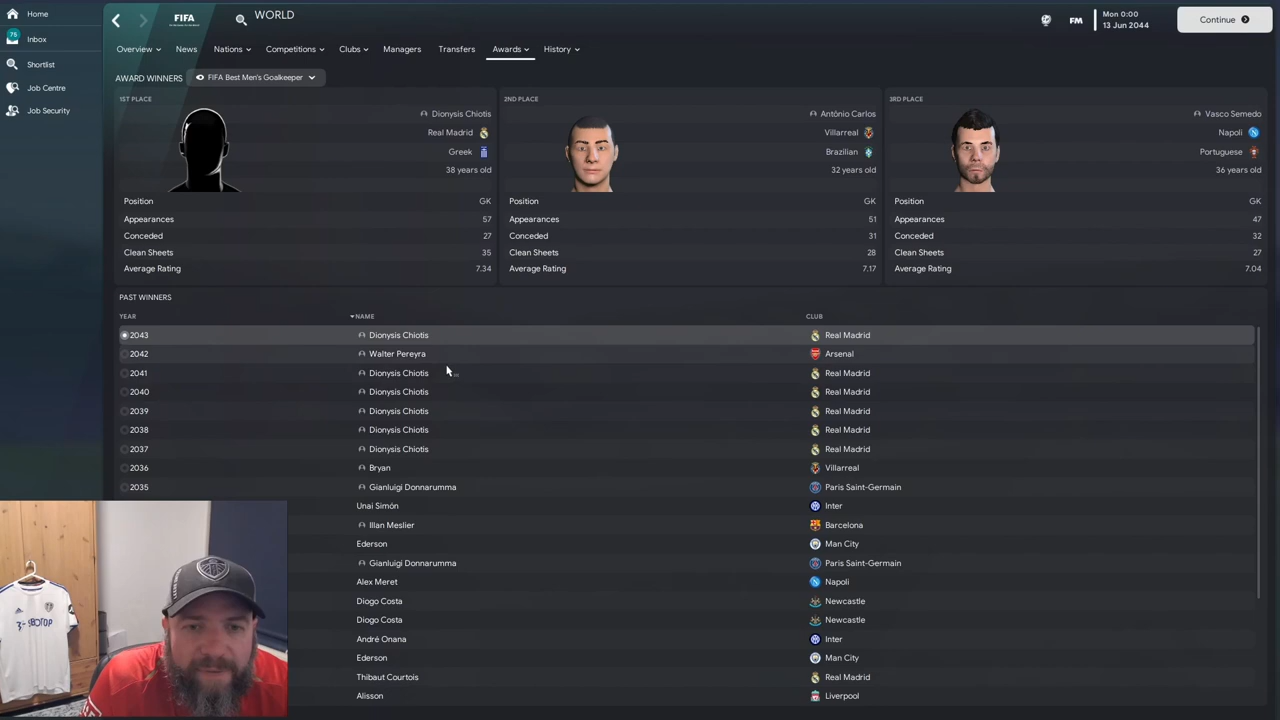 Home
75
Inbox
Shortlist
Job Centre
Job Security
FIFA
WORLD
FM
Mon 0:00
13 Jun 2044
Continue
Overview News Nations Competitions Clubs Managers Transfers Awards History
AWARD WINNERS FIFA Best Men's Goalkeeper
1ST PLACE
Dionysis Chiotis
Real Madrid
Greek
38 years old
Position GK
Appearances 57
Conceded 27
Clean Sheets 35
Average Rating 7.34
2ND PLACE
Antônio Carlos
Villarreal
Brazilian
32 years old
Position GK
Appearances 51
Conceded 31
Clean Sheets 28
Average Rating 7.17
3RD PLACE
Vasco Semedo
Napoli
Portuguese
36 years old
Position GK
Appearances 47
Conceded 32
Clean Sheets 27
Average Rating 7.04
PAST WINNERS
YEAR NAME CLUB
2043 Dionysis Chiotis Real Madrid
2042 Walter Pereyra Arsenal
2041 Dionysis Chiotis Real Madrid
2040 Dionysis Chiotis Real Madrid
2039 Dionysis Chiotis Real Madrid
2038 Dionysis Chiotis Real Madrid
2037 Dionysis Chiotis Real Madrid
2036 Bryan Villarreal
2035 Gianluigi Donnarumma Paris Saint-Germain
Unai Simón Inter
Illan Meslier Barcelona
Ederson Man City
Gianluigi Donnarumma Paris Saint-Germain
Alex Meret Napoli
Diogo Costa Newcastle
Diogo Costa Newcastle
André Onana Inter
Ederson Man City
Thibaut Courtois Real Madrid
Alisson Liverpool